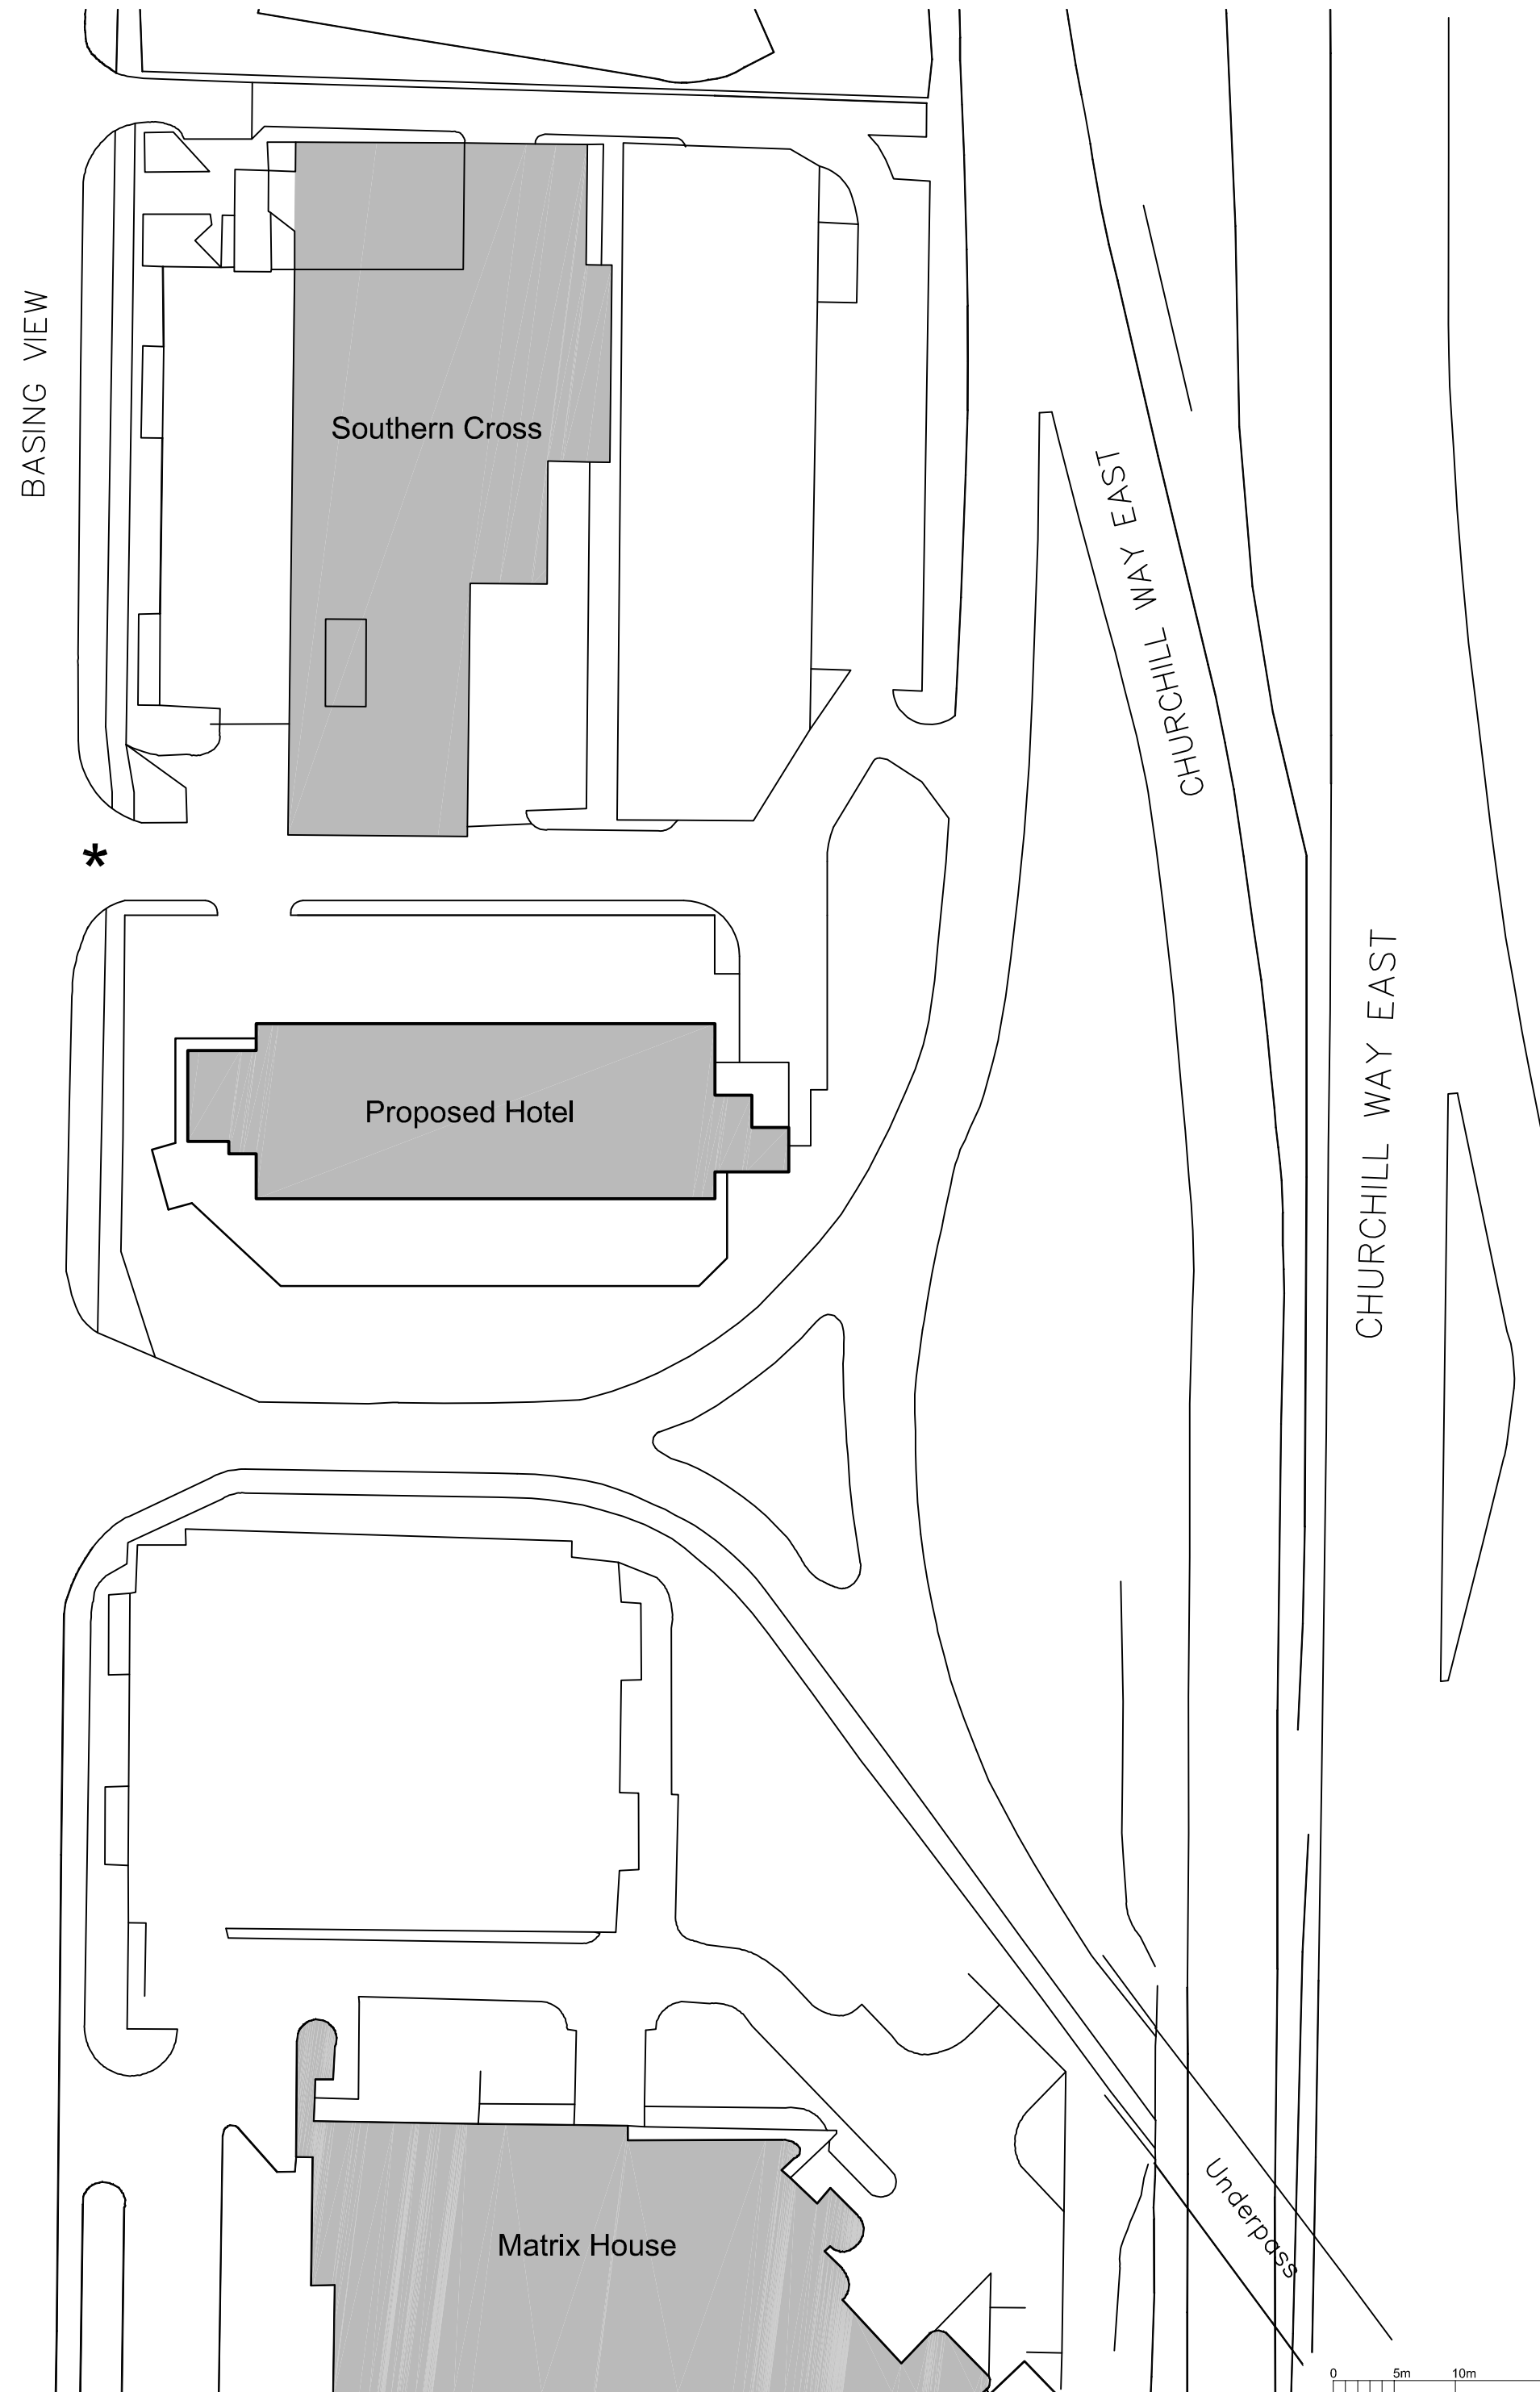 BASING VIEW
Southern Cross
CHURCHILL WAY EAST
*
Proposed Hotel
CHURCHILL WAY EAST
Underpass
Matrix House
0 5m 10m